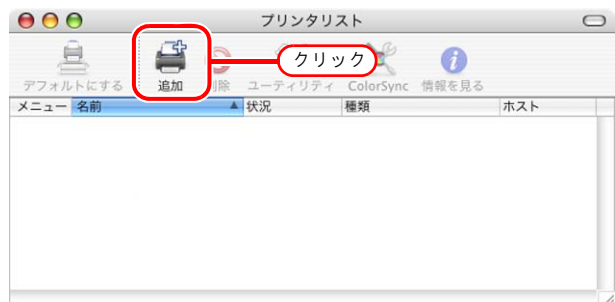 プリンタリスト
クリック
デフォルトにする 追加 削除 ユーティリティ ColorSync 情報を見る
メニュー 名前 状況 種類 ホスト